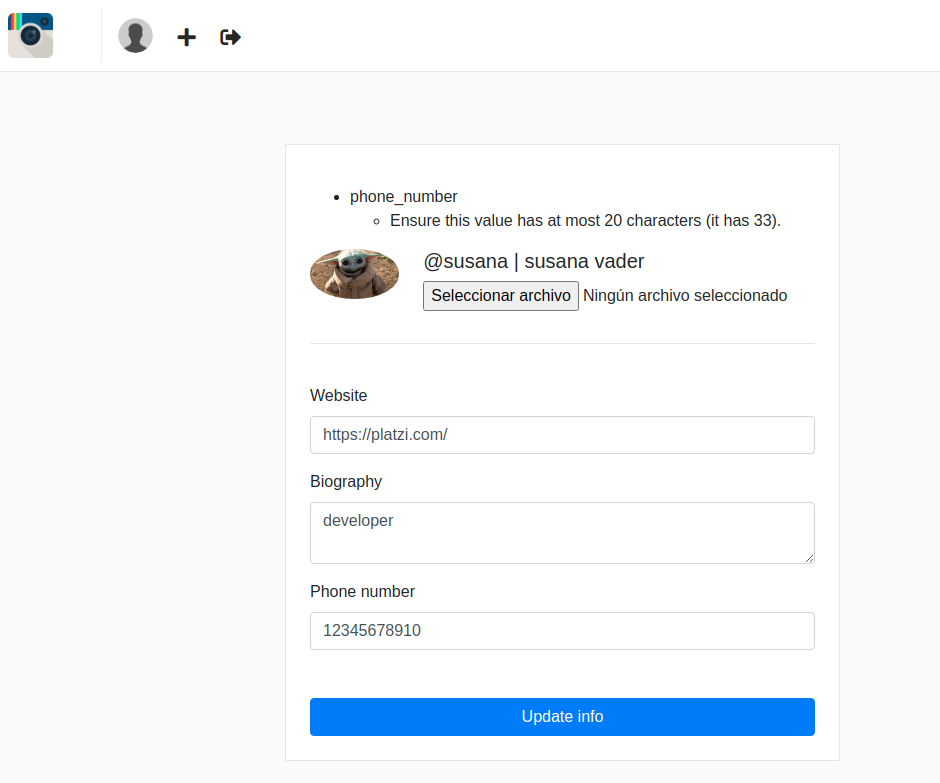 phone_number
Ensure this value has at most 20 characters (it has 33).
@susana | susana vader
Seleccionar archivo Ningún archivo seleccionado
Website
https://platzi.com/
Biography
developer
Phone number
12345678910
Update info